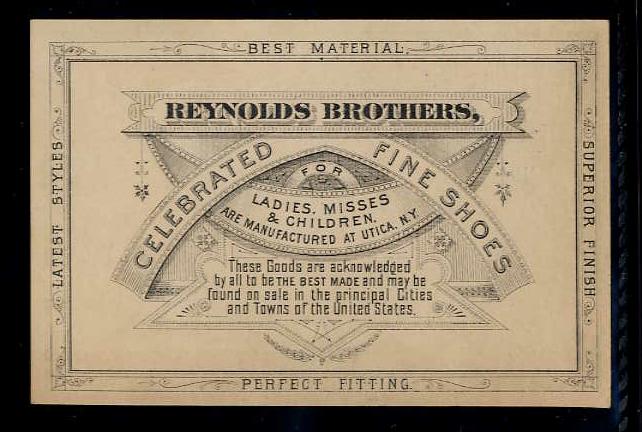 BEST MATERIAL.
LATEST STYLES
SUPERIOR FINISH
REYNOLDS BROTHERS,
CELEBRATED FINE SHOES
FOR
LADIES, MISSES
& CHILDREN.
ARE MANUFACTURED AT UTICA, N.Y.
These Goods are acknowledged
by all to be THE BEST MADE and may be
found on sale in the principal Cities
and Towns of the United States.
PERFECT FITTING.